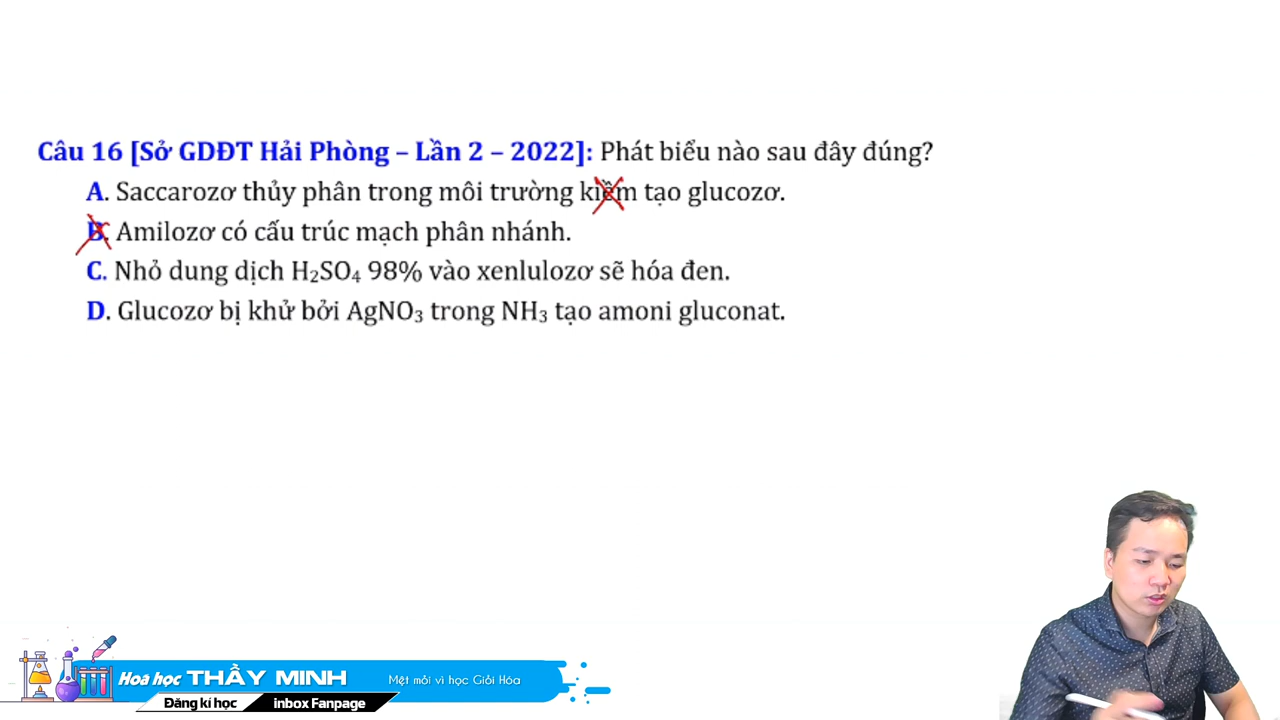 Câu 16 [Sở GDĐT Hải Phòng – Lần 2 – 2022]: Phát biểu nào sau đây đúng?
A. Saccarozơ thủy phân trong môi trường kiềm tạo glucozơ.
B. Amilozơ có cấu trúc mạch phân nhánh.
C. Nhỏ dung dịch H₂SO₄ 98% vào xenlulozơ sẽ hóa đen.
D. Glucozơ bị khử bởi AgNO₃ trong NH₃ tạo amoni gluconat.
Hoá học THẦY MINH
Mệt mỏi vì học Giỏi Hóa
Đăng kí học
inbox Fanpage